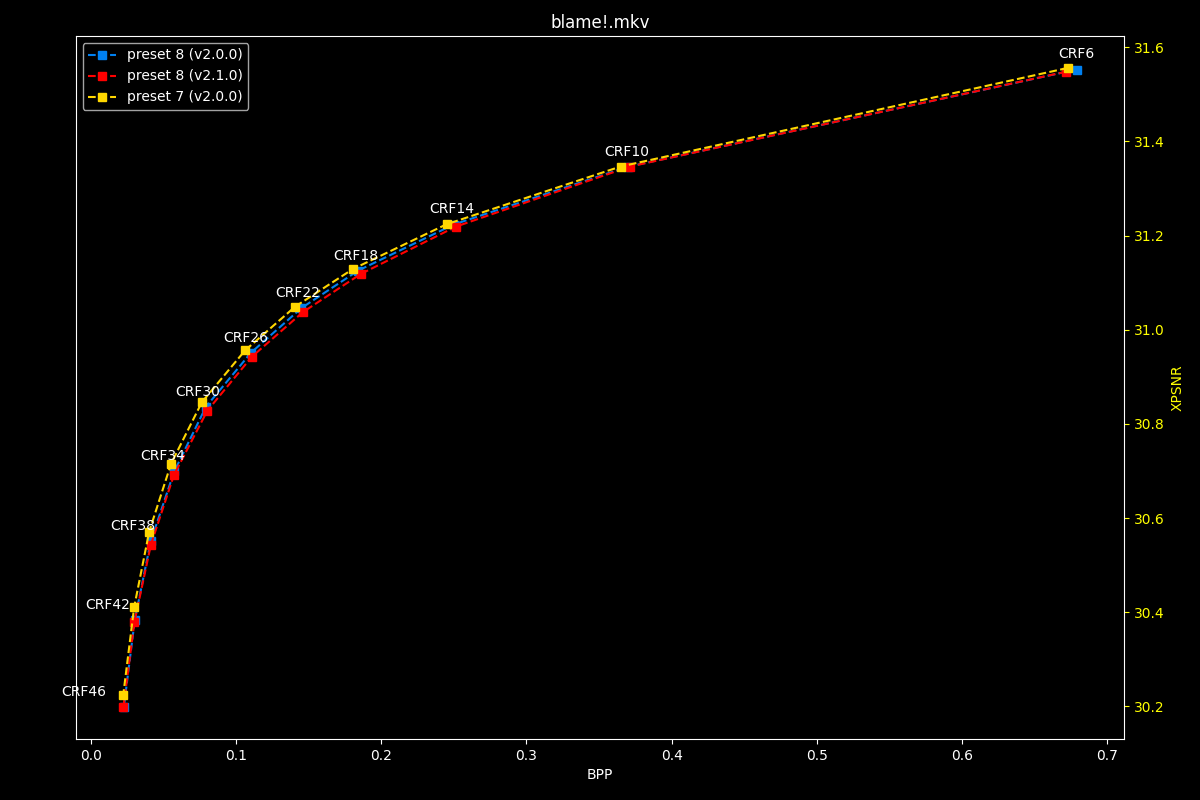 blame!.mkv
preset 8 (v2.0.0)
preset 8 (v2.1.0)
preset 7 (v2.0.0)
CRF6
CRF10
CRF14
CRF18
CRF22
CRF26
CRF30
CRF34
CRF38
CRF42
CRF46
31.6
31.4
31.2
31.0
30.8
30.6
30.4
30.2
XPSNR
0.0
0.1
0.2
0.3
0.4
0.5
0.6
0.7
BPP